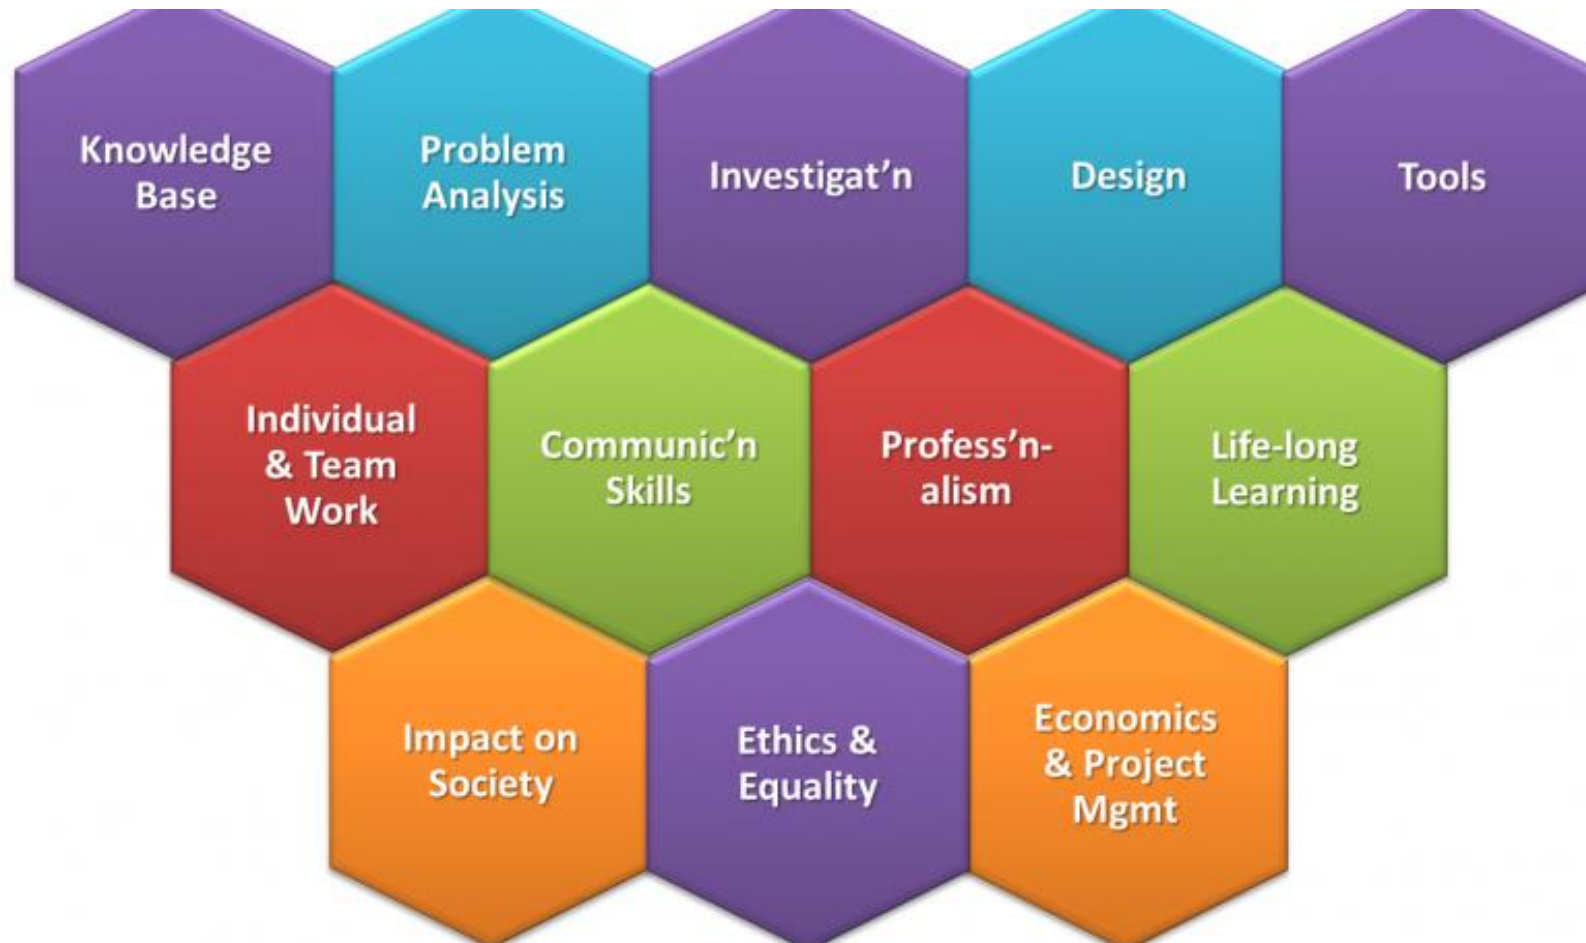 Knowledge
Base
Problem
Analysis
Investigat’n
Design
Tools
Individual
& Team
Work
Communic’n
Skills
Profess’n-
alism
Life-long
Learning
Impact on
Society
Ethics &
Equality
Economics
& Project
Mgmt